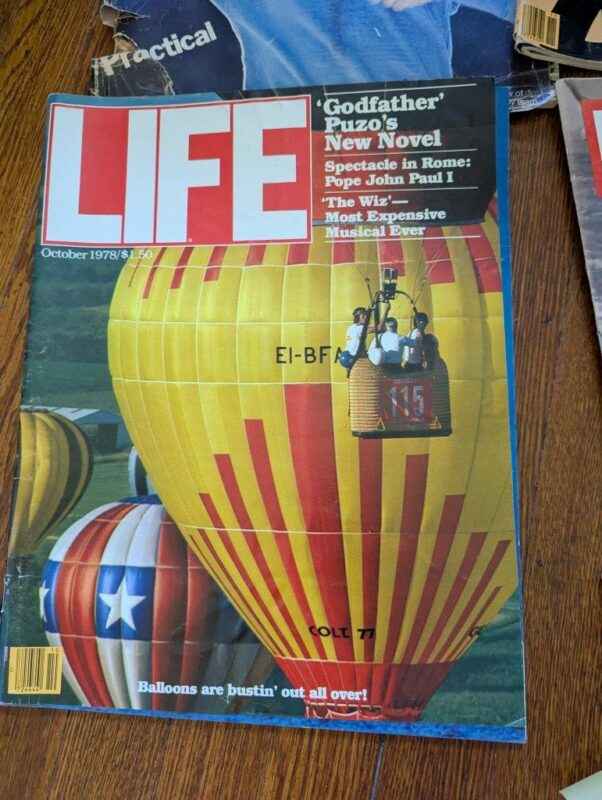 Practical
LIFE
'Godfather'
Puzo's
New Novel
Spectacle in Rome:
Pope John Paul I
'The Wiz'—
Most Expensive
Musical Ever
October 1978/$1.50
EI-BFA
115
COLT 77
Balloons are bustin' out all over!